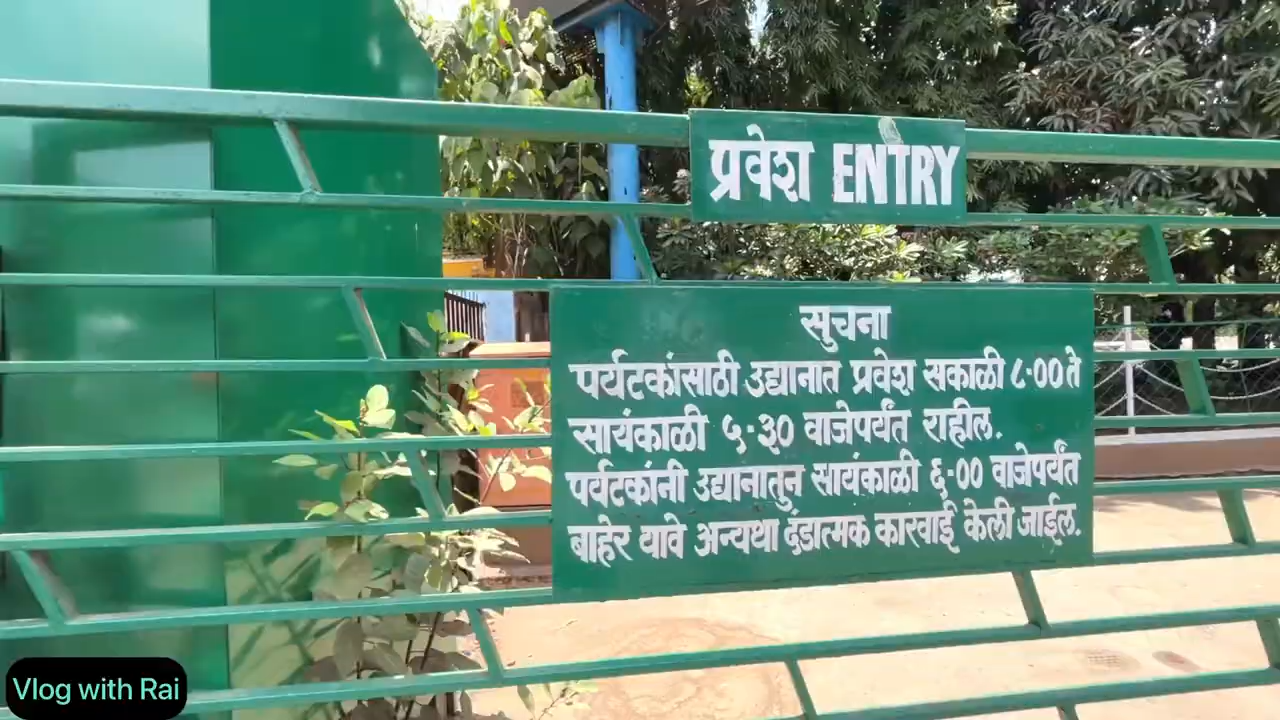 प्रवेश ENTRY
सुचना
पर्यटकांसाठी उद्यानात प्रवेश सकाळी ८·०० ते
सायंकाळी ५·३० वाजेपर्यंत राहील.
पर्यटकांनी उद्यानातुन सायंकाळी ६·०० वाजेपर्यंत
बाहेर यावे अन्यथा दंडात्मक कारवाई केली जाईल.
Vlog with Rai